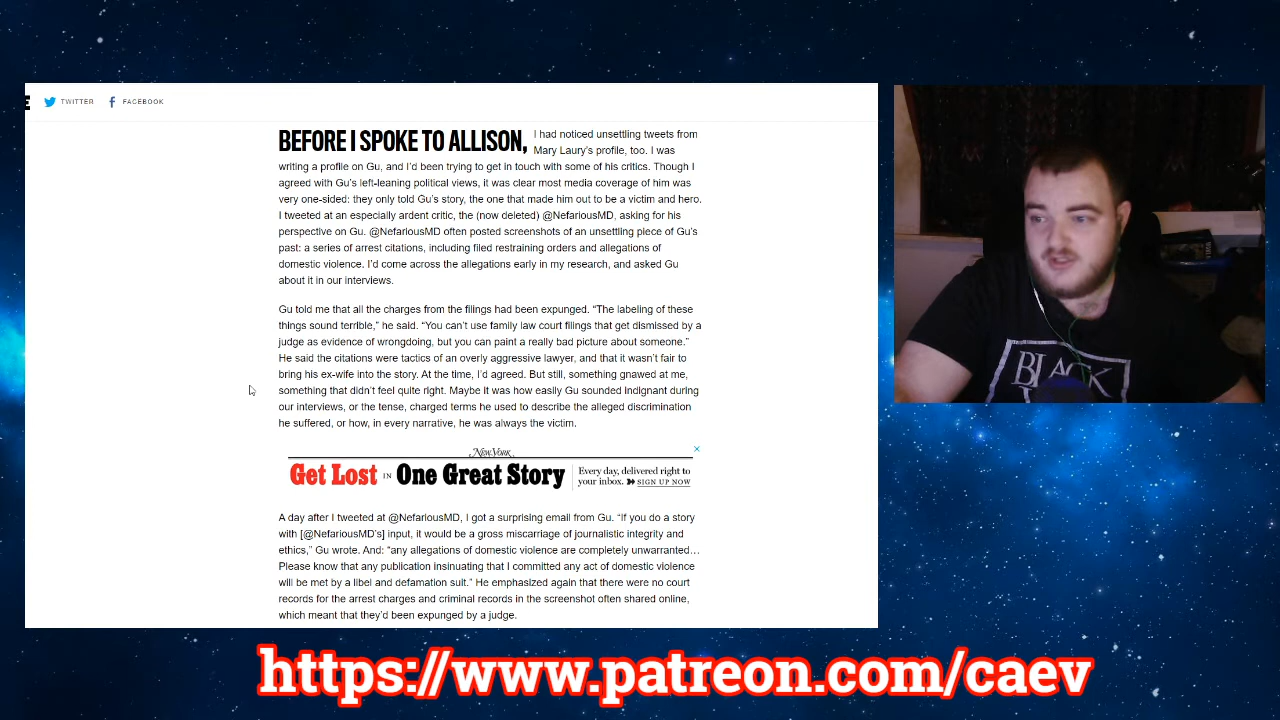 E TWITTER FACEBOOK
BEFORE I SPOKE TO ALLISON, I had noticed unsettling tweets from
Mary Laury's profile, too. I was
writing a profile on Gu, and I'd been trying to get in touch with some of his critics. Though I
agreed with Gu's left-leaning political views, it was clear most media coverage of him was
very one-sided: they only told Gu's story, the one that made him out to be a victim and hero.
I tweeted at an especially ardent critic, the (now deleted) @NefariousMD, asking for his
perspective on Gu. @NefariousMD often posted screenshots of an unsettling piece of Gu's
past: a series of arrest citations, including filed restraining orders and allegations of
domestic violence. I'd come across the allegations early in my research, and asked Gu
about it in our interviews.
Gu told me that all the charges from the filings had been expunged. “The labeling of these
things sound terrible,” he said. “You can't use family law court filings that get dismissed by a
judge as evidence of wrongdoing, but you can paint a really bad picture about someone.”
He said the citations were tactics of an overly aggressive lawyer, and that it wasn't fair to
bring his ex-wife into the story. At the time, I'd agreed. But still, something gnawed at me,
something that didn't feel quite right. Maybe it was how easily Gu sounded indignant during
our interviews, or the tense, charged terms he used to describe the alleged discrimination
he suffered, or how, in every narrative, he was always the victim.
New York
Get Lost IN One Great Story
Every day, delivered right to
your inbox. SIGN UP NOW
A day after I tweeted at @NefariousMD, I got a surprising email from Gu. “If you do a story
with [@NefariousMD's] input, it would be a gross miscarriage of journalistic integrity and
ethics,” Gu wrote. And: “any allegations of domestic violence are completely unwarranted…
Please know that any publication insinuating that I committed any act of domestic violence
will be met by a libel and defamation suit.” He emphasized again that there were no court
records for the arrest charges and criminal records in the screenshot often shared online,
which meant that they'd been expunged by a judge.
BLACK
https://www.patreon.com/caev